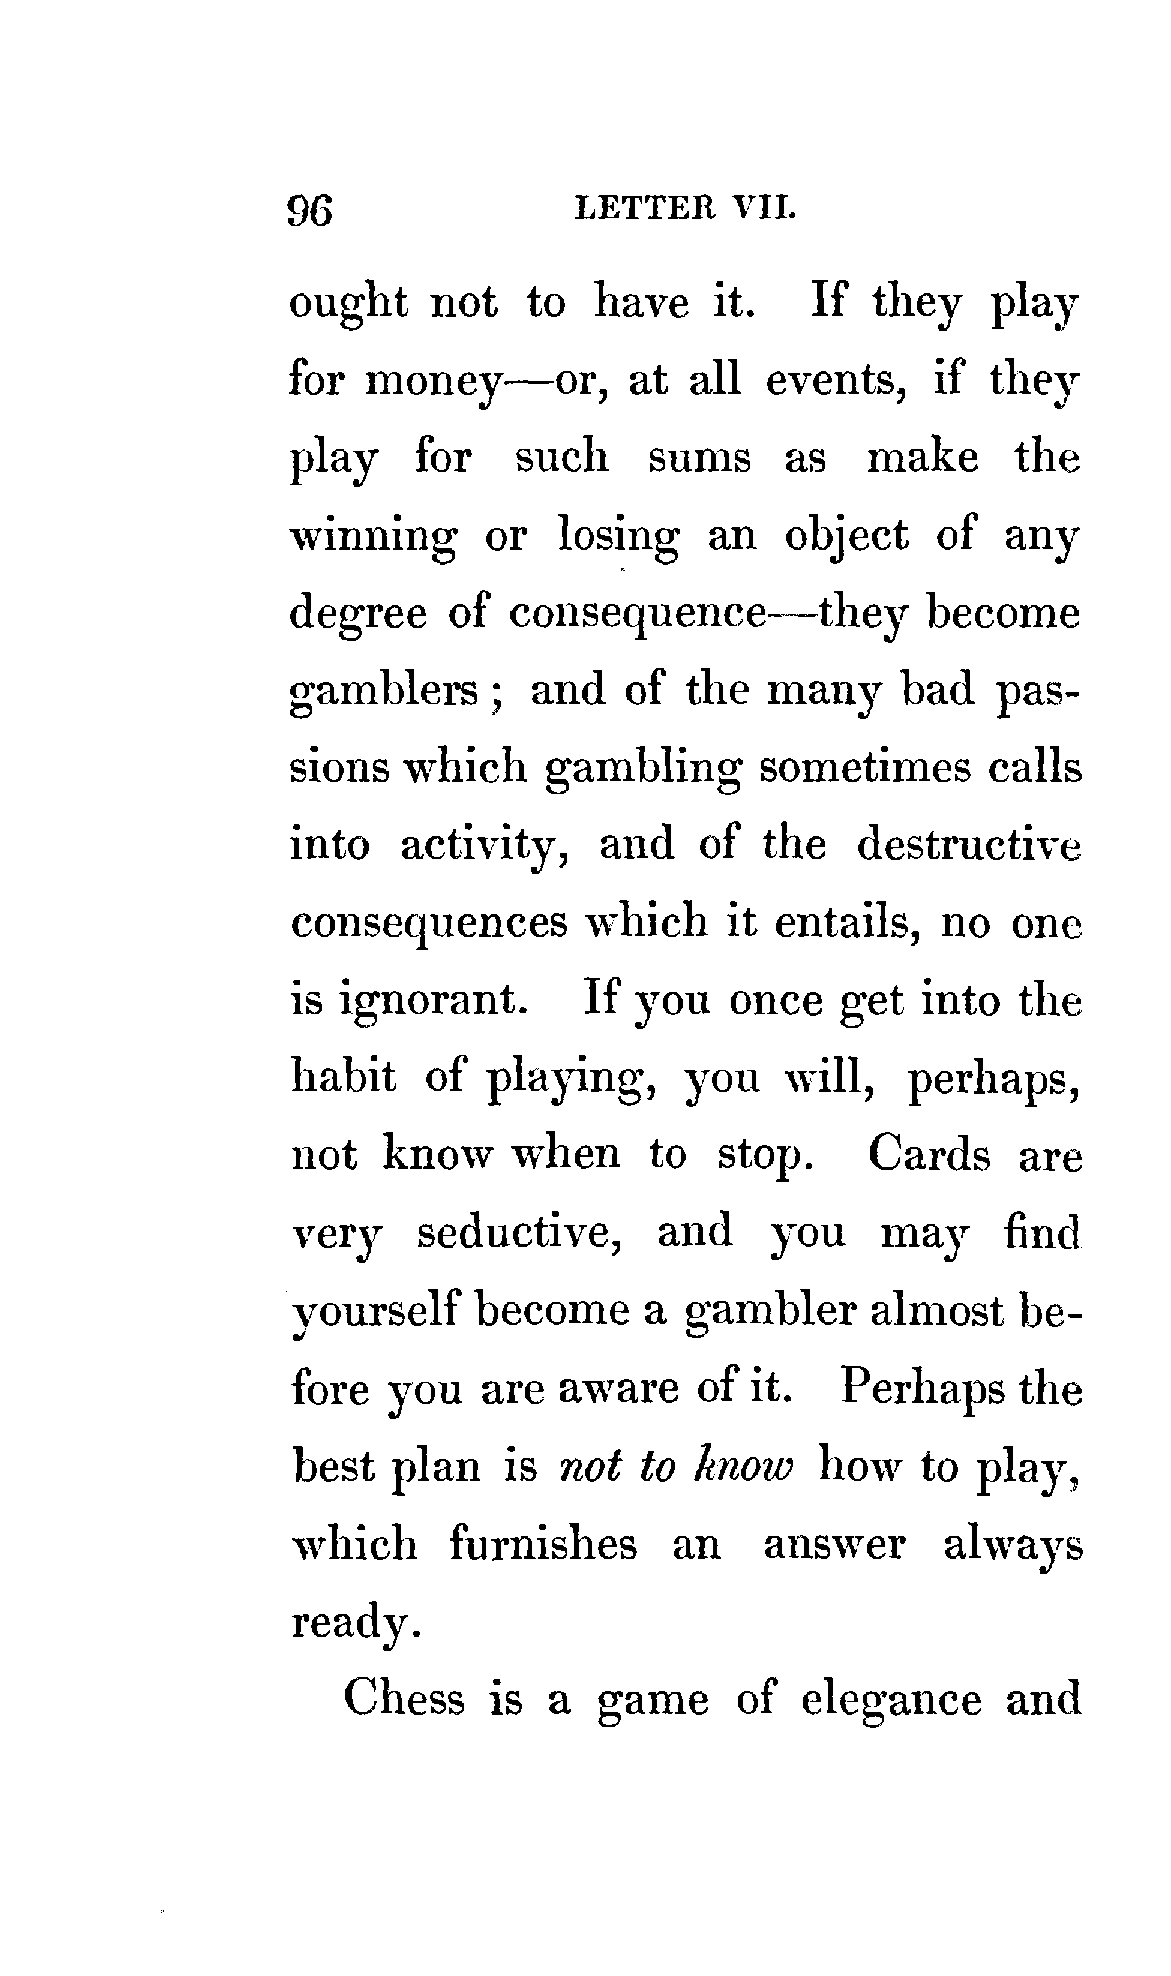 96 LETTER VII.
ought not to have it. If they play
for money—or, at all events, if they
play for such sums as make the
winning or losing an object of any
degree of consequence—they become
gamblers ; and of the many bad pas-
sions which gambling sometimes calls
into activity, and of the destructive
consequences which it entails, no one
is ignorant. If you once get into the
habit of playing, you will, perhaps,
not know when to stop. Cards are
very seductive, and you may find
yourself become a gambler almost be-
fore you are aware of it. Perhaps the
best plan is not to know how to play,
which furnishes an answer always
ready.
Chess is a game of elegance and